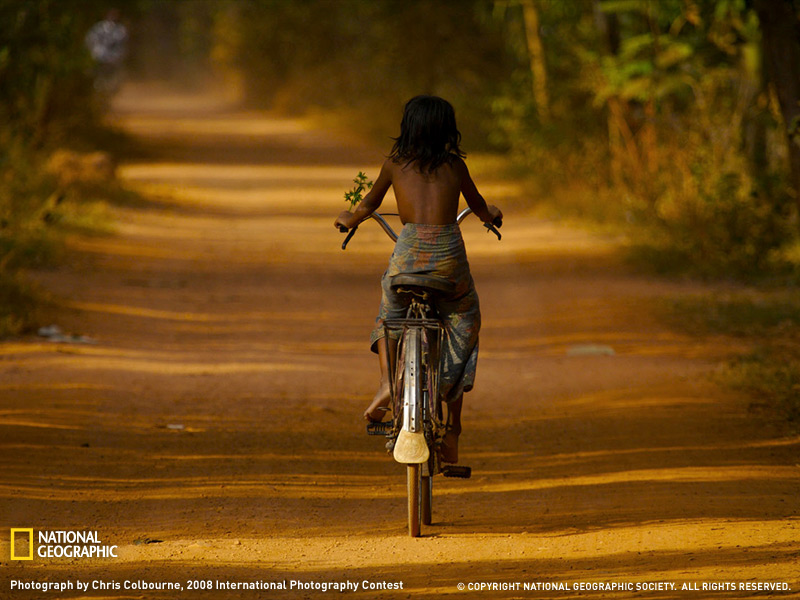 NATIONAL
GEOGRAPHIC
Photograph by Chris Colbourne, 2008 International Photography Contest
© COPYRIGHT NATIONAL GEOGRAPHIC SOCIETY. ALL RIGHTS RESERVED.